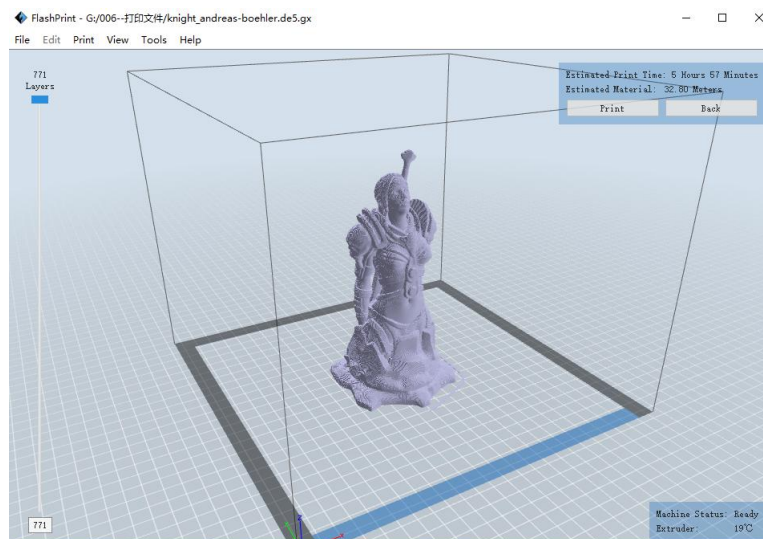 FlashPrint - G:/006--打印文件/knight_andreas-boehler.de5.gx
File Edit Print View Tools Help
771
Layers
Estimated Print Time: 5 Hours 57 Minutes
Estimated Material: 32.80 Meters
Print Back
771
Machine Status: Ready
Extruder: 19℃